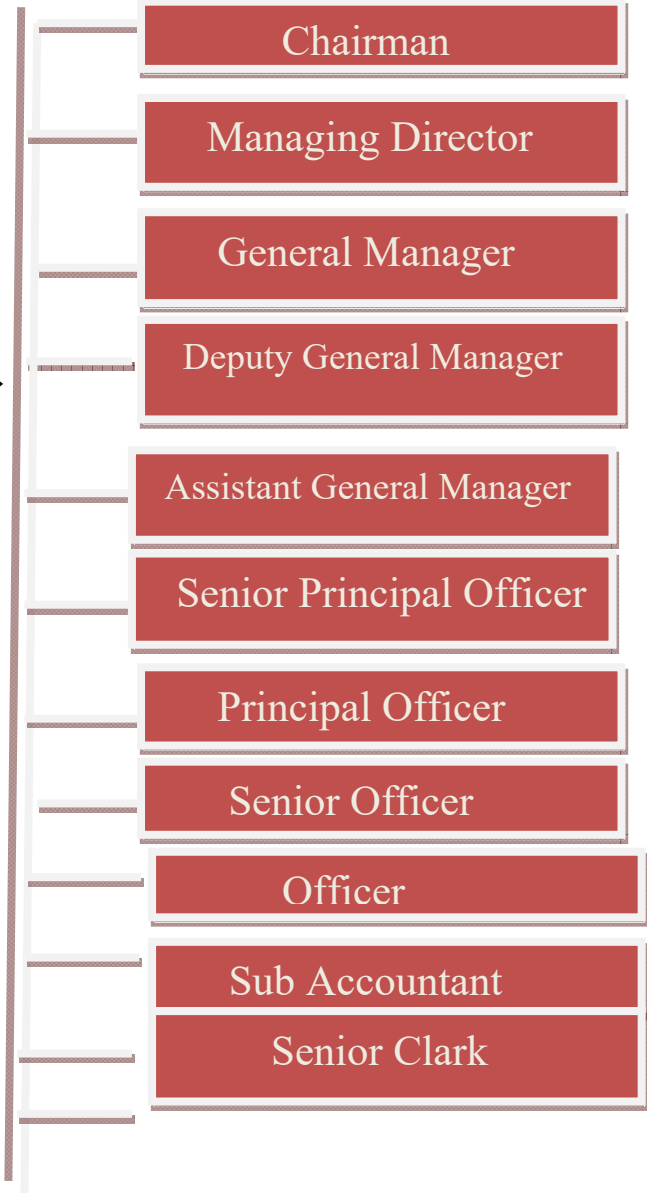 Chairman
Managing Director
General Manager
Deputy General Manager
Assistant General Manager
Senior Principal Officer
Principal Officer
Senior Officer
Officer
Sub Accountant
Senior Clark